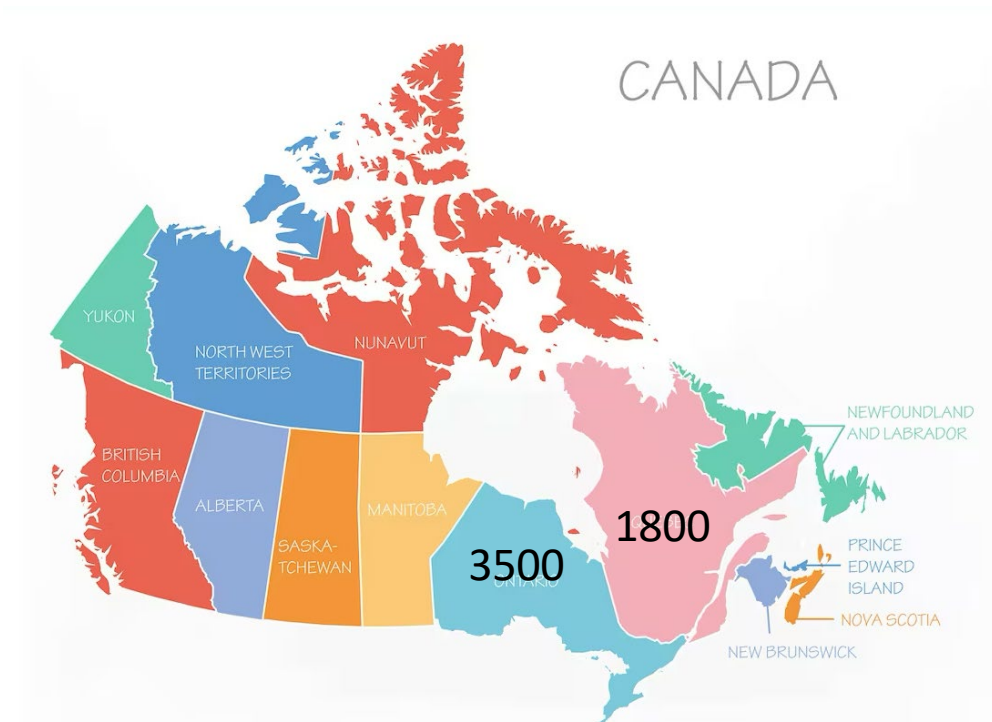 CANADA
YUKON
NORTH WEST
TERRITORIES
NUNAVUT
BRITISH
COLUMBIA
ALBERTA
SASKA-
TCHEWAN
MANITOBA
3500
ONTARIO
1800
NEWFOUNDLAND
AND LABRADOR
PRINCE
EDWARD
ISLAND
NOVA SCOTIA
NEW BRUNSWICK